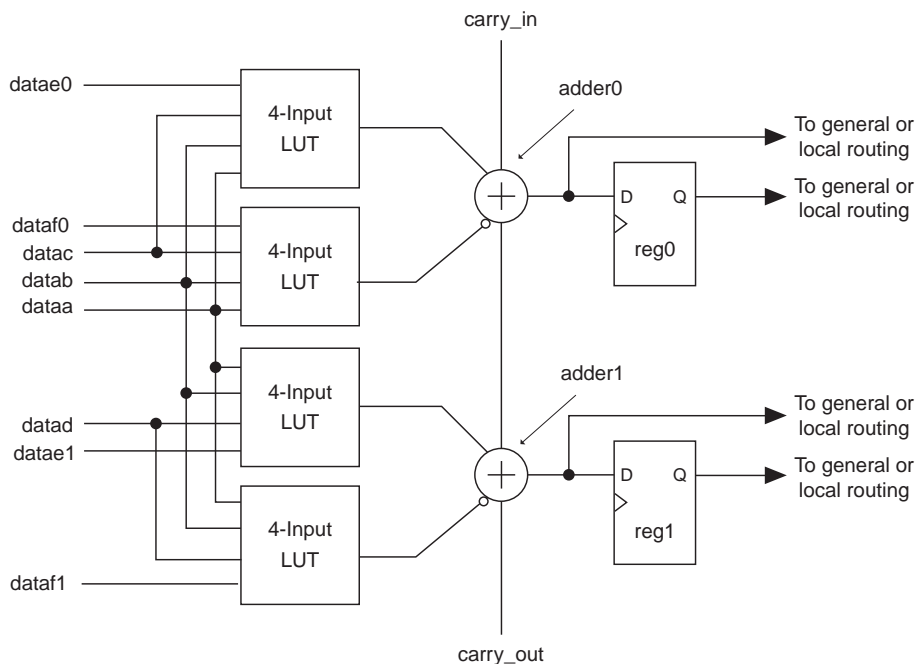 carry_in
datae0
4-Input
LUT
adder0
To general or
local routing
To general or
local routing
D
Q
reg0
dataf0
datac
datab
dataa
4-Input
LUT
4-Input
LUT
adder1
datad
datae1
To general or
local routing
To general or
local routing
D
Q
reg1
4-Input
LUT
dataf1
carry_out